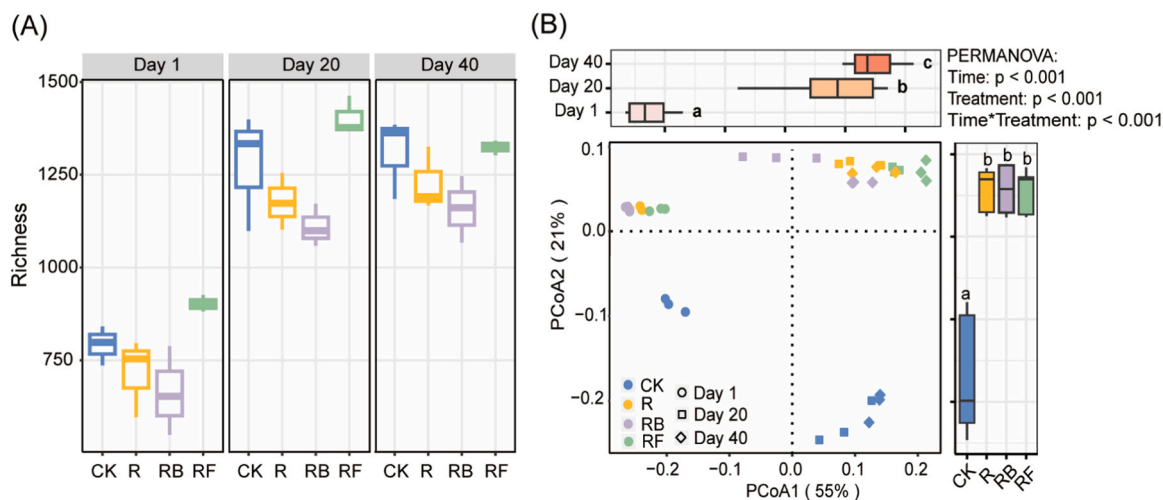 (A)
Day 1 Day 20 Day 40
Richness
1500
1250
1000
750
CK R RB RF CK R RB RF CK R RB RF
(B)
Day 40
Day 20
Day 1
a
b
c
PERMANOVA:
Time: p < 0.001
Treatment: p < 0.001
Time*Treatment: p < 0.001
PCoA2 ( 21% )
0.1
0.0
−0.1
−0.2
CK
R
RB
RF
Day 1
Day 20
Day 40
−0.2 −0.1 0.0 0.1 0.2
PCoA1 ( 55% )
a
b b b
CK R RB RF